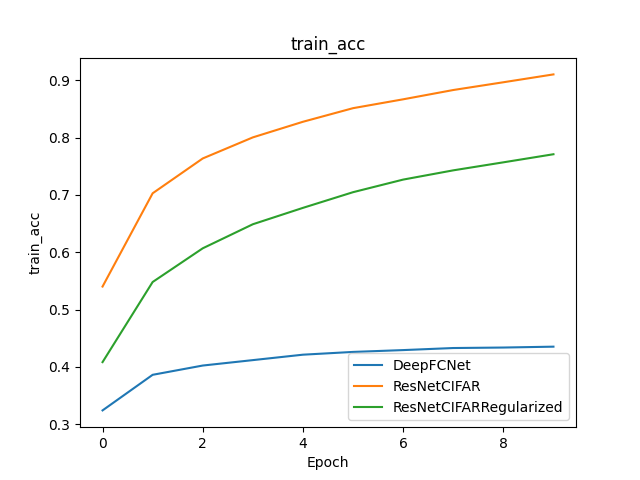 train_acc
0.9
0.8
0.7
0.6
0.5
0.4
0.3
train_acc
DeepFCNet
ResNetCIFAR
ResNetCIFARRegularized
0 2 4 6 8
Epoch